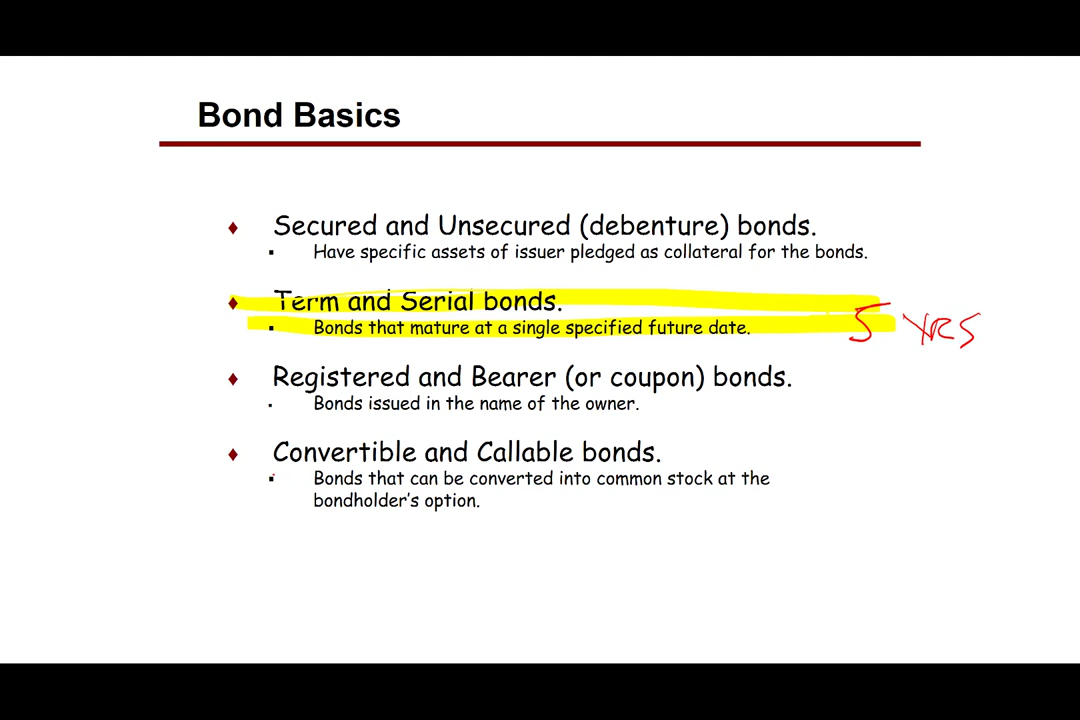 Bond Basics
Secured and Unsecured (debenture) bonds.
Have specific assets of issuer pledged as collateral for the bonds.
Term and Serial bonds.
Bonds that mature at a single specified future date.
5 YRS
Registered and Bearer (or coupon) bonds.
Bonds issued in the name of the owner.
Convertible and Callable bonds.
Bonds that can be converted into common stock at the
bondholder's option.